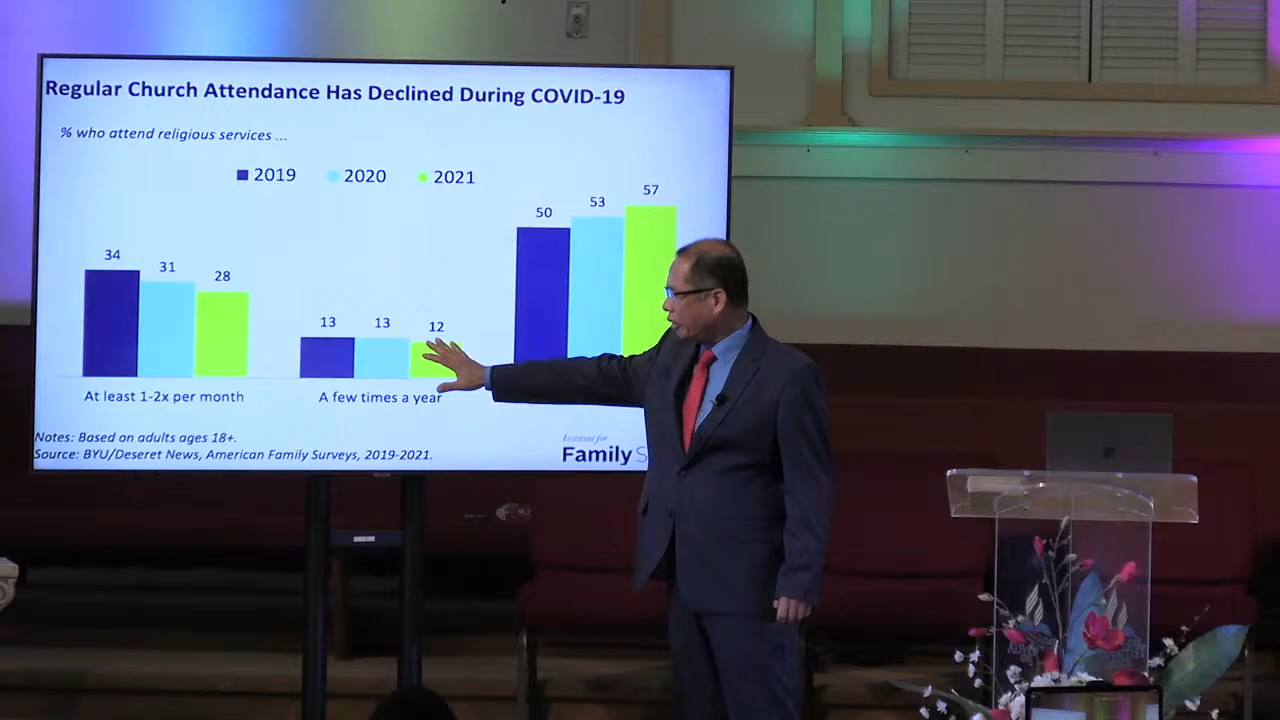 Regular Church Attendance Has Declined During COVID-19
% who attend religious services ...
2019 2020 2021
34 31 28
13 13 12
50 53 57
At least 1-2x per month
A few times a year
Notes: Based on adults ages 18+.
Source: BYU/Deseret News, American Family Surveys, 2019-2021.
Institute for
Family S